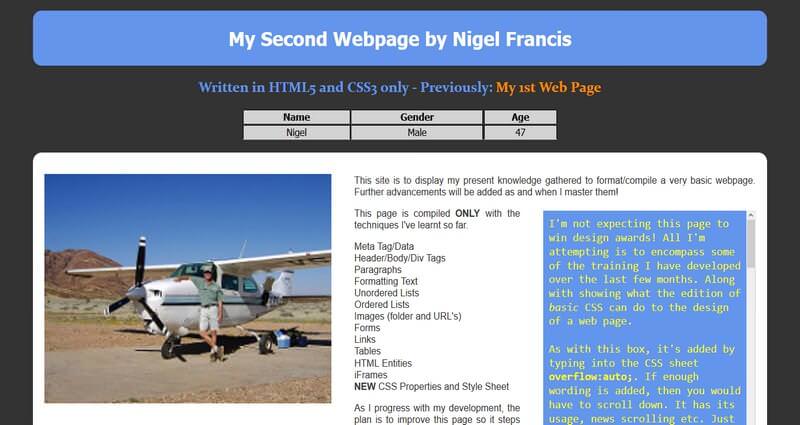 My Second Webpage by Nigel Francis
Written in HTML5 and CSS3 only - Previously: My 1st Web Page
Name Gender Age
Nigel Male 47
This site is to display my present knowledge gathered to format/compile a very basic webpage.
Further advancements will be added as and when I master them!
This page is compiled ONLY with the
techniques I've learnt so far.
Meta Tag/Data
Header/Body/Div Tags
Paragraphs
Formatting Text
Unordered Lists
Ordered Lists
Images (folder and URL's)
Forms
Links
Tables
HTML Entities
iFrames
NEW CSS Properties and Style Sheet
As I progress with my development, the
plan is to improve this page so it steps
I'm not expecting this page to
win design awards! All I'm
attempting is to encompass some
of the training I have developed
over the last few months. Along
with showing what the edition of
basic CSS can do to the design
of a web page.
As with this box, it's added by
typing into the CSS sheet
overflow:auto;. If enough
wording is added, then you would
have to scroll down. It has its
usage, news scrolling etc. Just